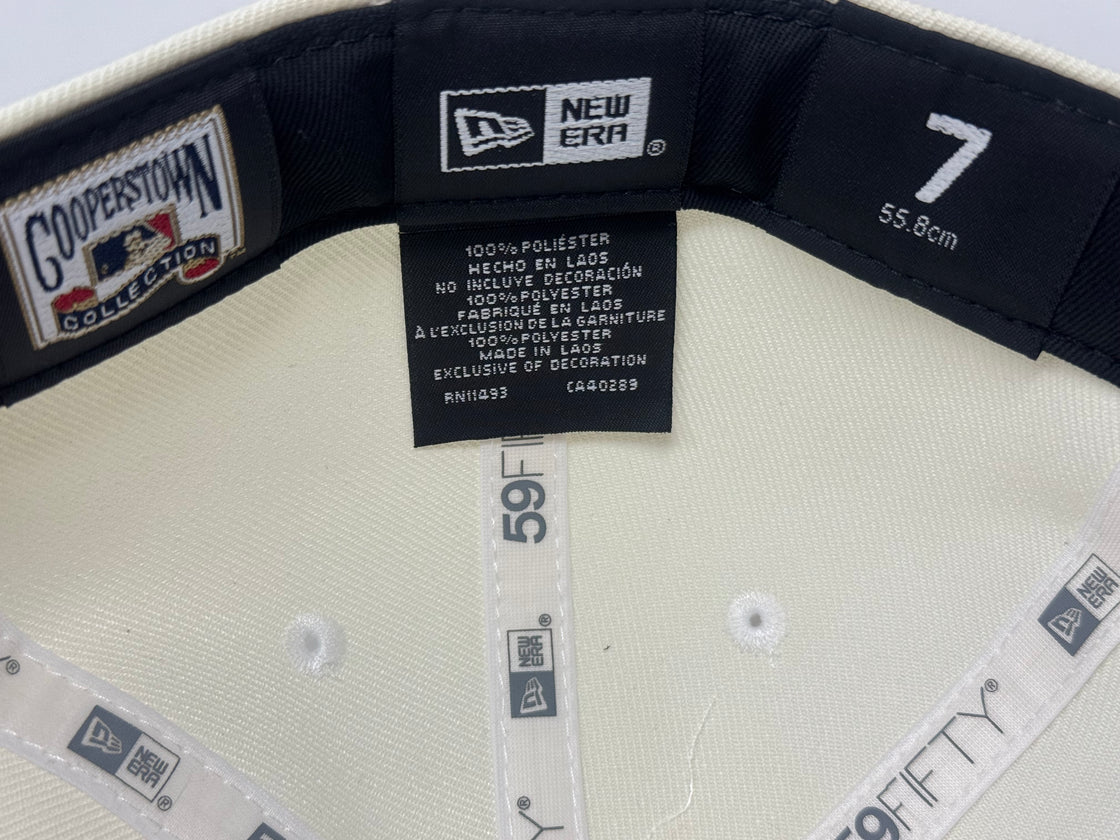 COOPERSTOWN
COLLECTION
NEW
ERA®
7
55.8cm
100% POLIÉSTER
HECHO EN LAOS
NO INCLUYE DECORACIÓN
100% POLYESTER
FABRIQUÉ EN LAOS
À L'EXCLUSION DE LA GARNITURE
100% POLYESTER
MADE IN LAOS
EXCLUSIVE OF DECORATION
RN11493 CA40289
59FIF
NEW
ERA®
Y®
Y®
NEW
ERA®
59FIFTY®
NEW
ERA